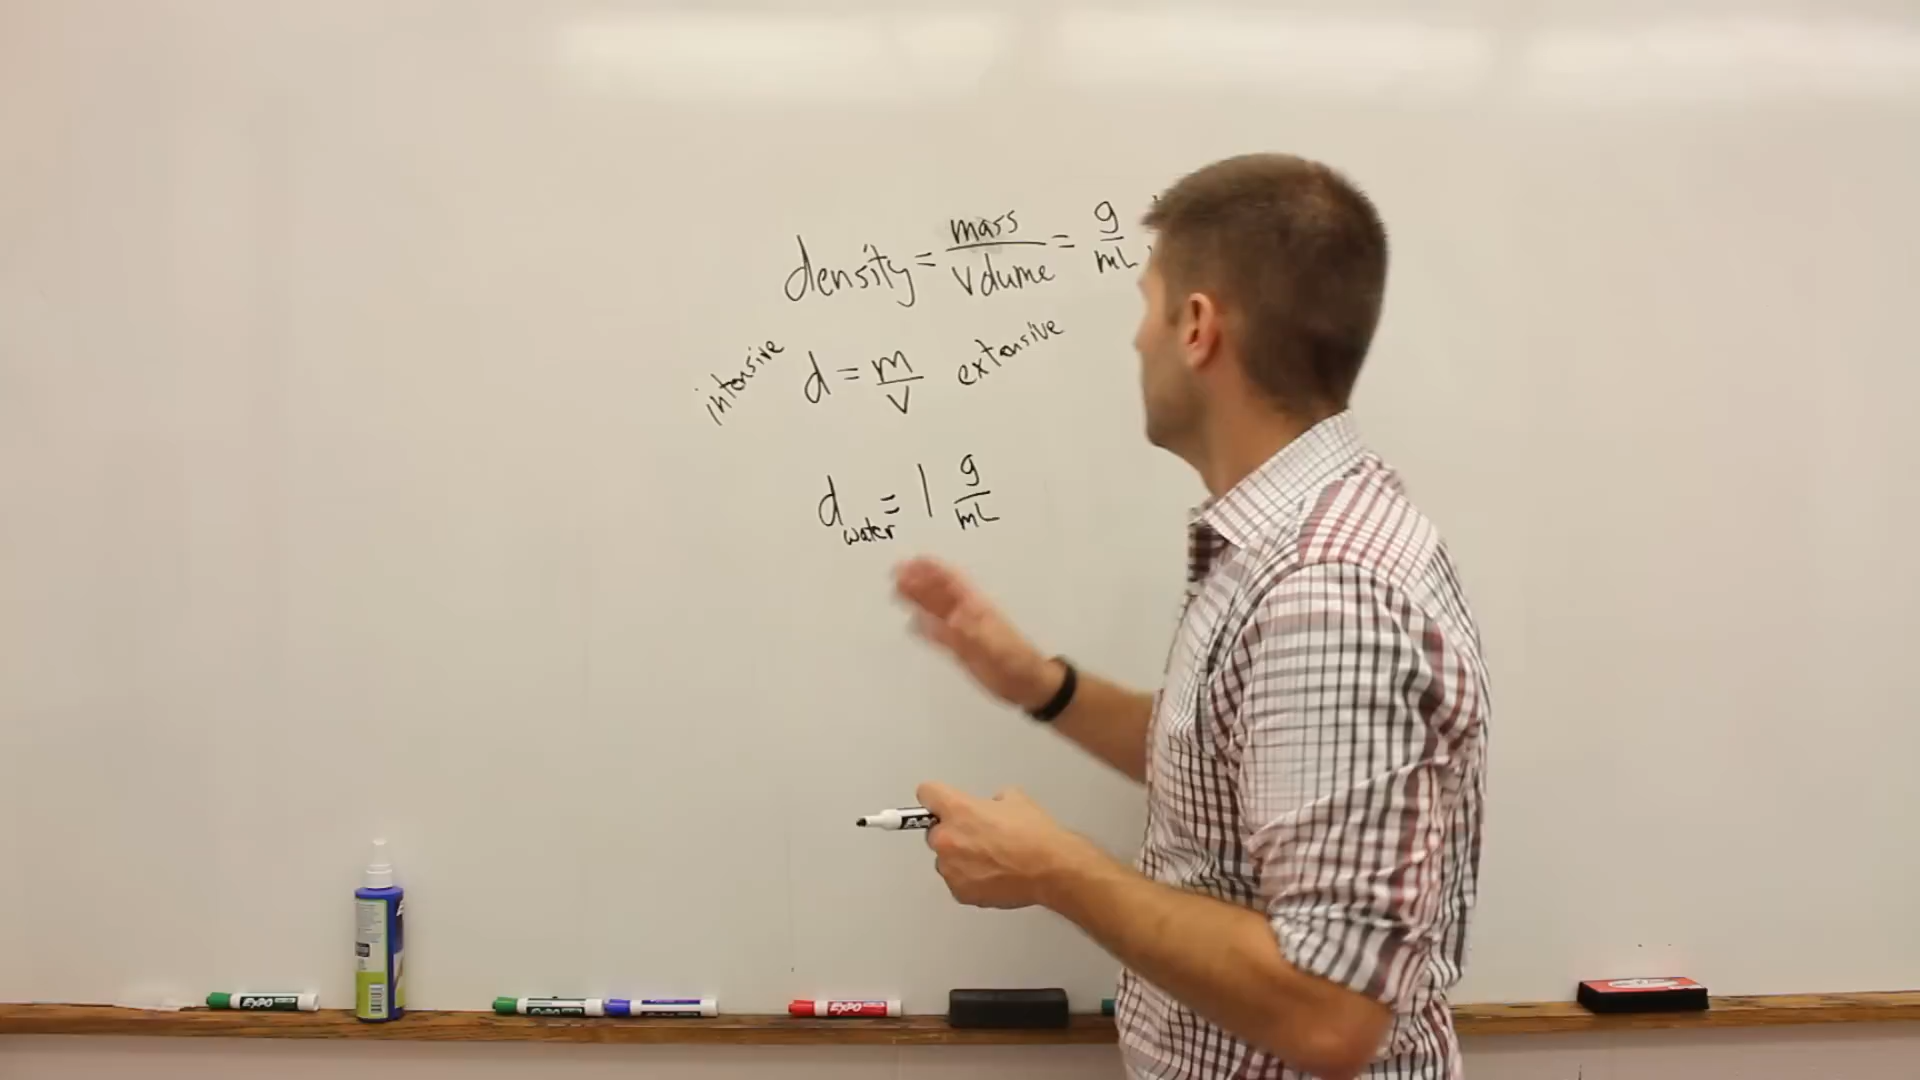 density = mass/volume = g/mL
intensive d = m/V extensive
d water = 1 g/mL
EXPO
EXPO